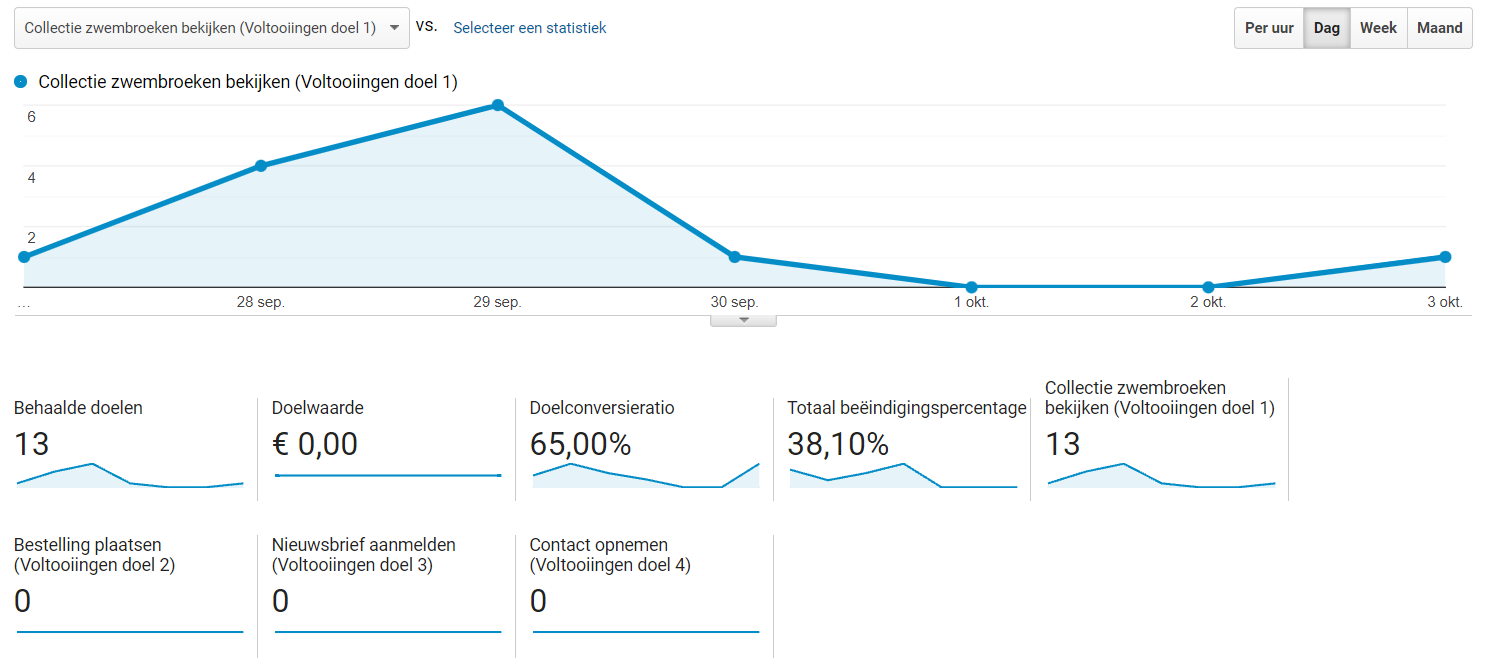 Collectie zwembroeken bekijken (Voltooiingen doel 1) vs. Selecteer een statistiek Per uur Dag Week Maand
Collectie zwembroeken bekijken (Voltooiingen doel 1)
6
4
2
... 28 sep. 29 sep. 30 sep. 1 okt. 2 okt. 3 okt.
Behaalde doelen
13
Doelwaarde
€ 0,00
Doelconversieratio
65,00%
Totaal beëindigingspercentage
38,10%
Collectie zwembroeken
bekijken (Voltooiingen doel 1)
13
Bestelling plaatsen
(Voltooiingen doel 2)
0
Nieuwsbrief aanmelden
(Voltooiingen doel 3)
0
Contact opnemen
(Voltooiingen doel 4)
0